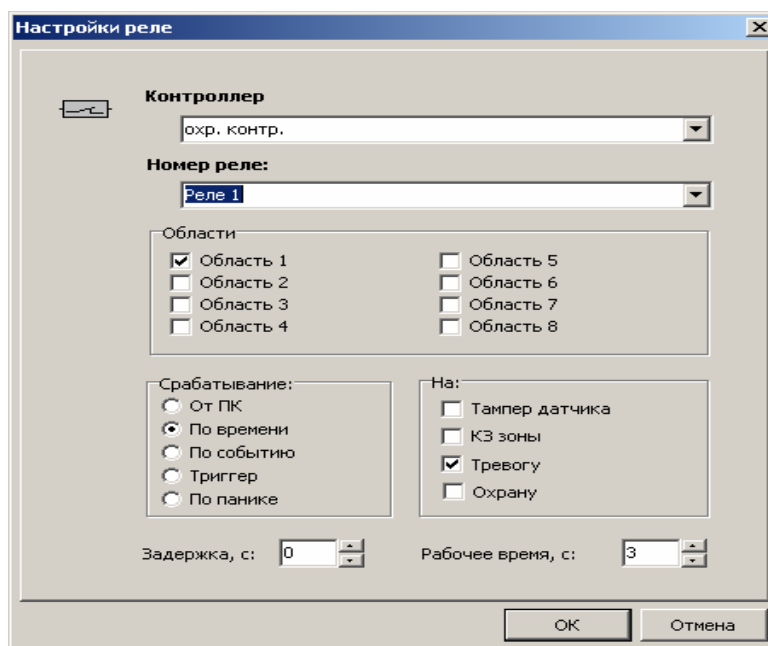 Настройки реле
Контроллер
охр. контр.
Номер реле:
Реле 1
Области
Область 1
Область 5
Область 2
Область 6
Область 3
Область 7
Область 4
Область 8
Срабатывание:
От ПК
По времени
По событию
Триггер
По панике
На:
Тампер датчика
КЗ зоны
Тревогу
Охрану
Задержка, с: 0
Рабочее время, с: 3
OK
Отмена